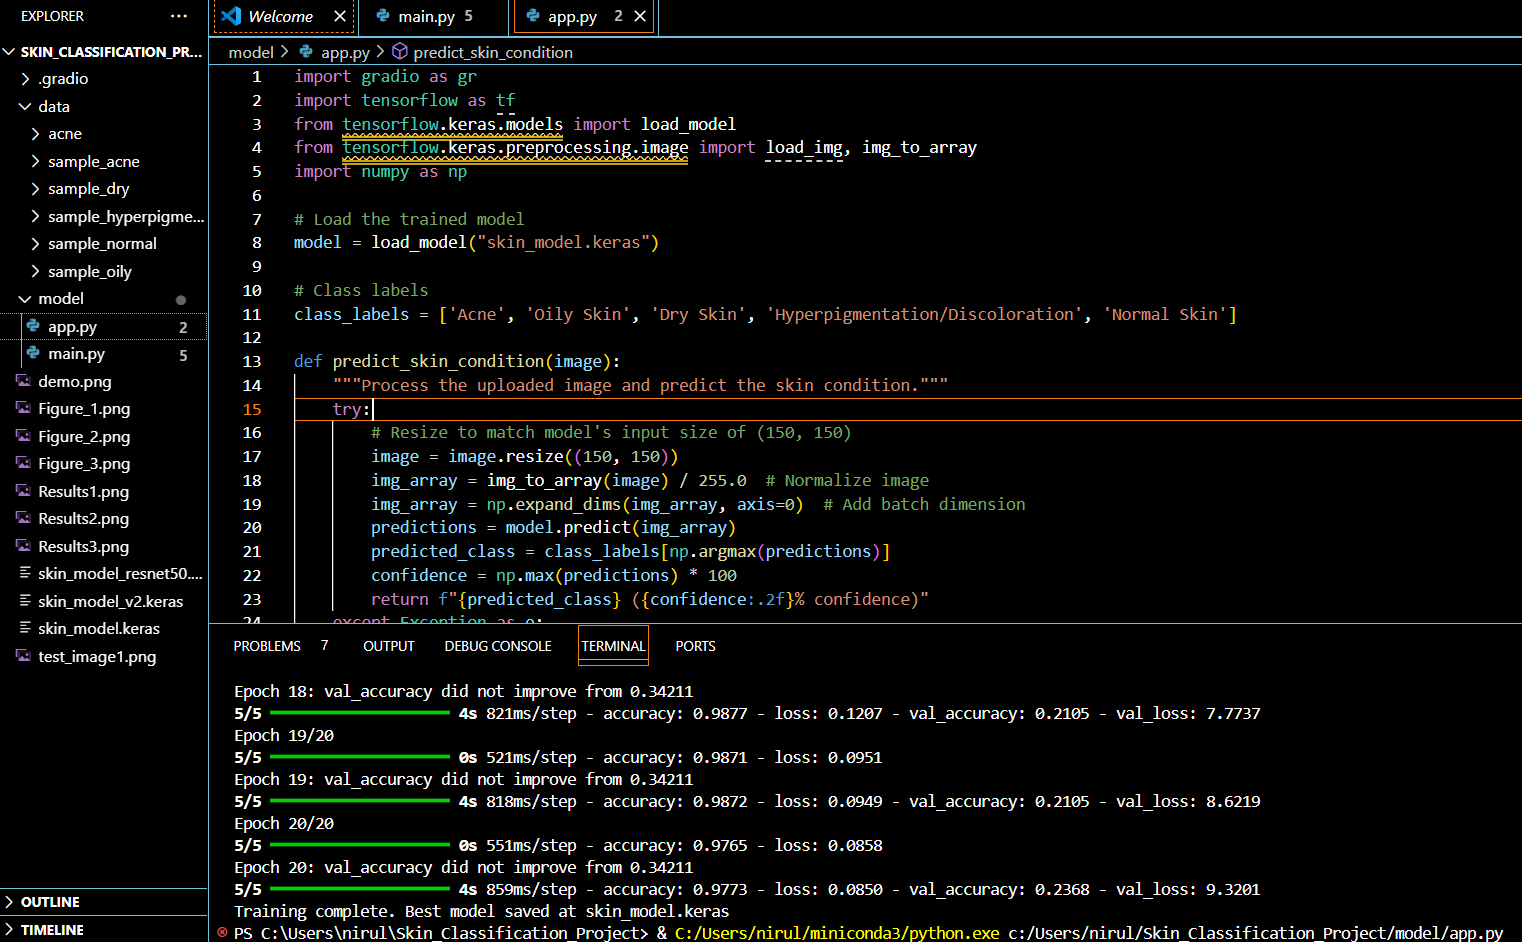 EXPLORER ...
SKIN_CLASSIFICATION_PR...
.gradio
data
acne
sample_acne
sample_dry
sample_hyperpigme...
sample_normal
sample_oily
model
app.py 2
main.py 5
demo.png
Figure_1.png
Figure_2.png
Figure_3.png
Results1.png
Results2.png
Results3.png
skin_model_resnet50....
skin_model_v2.keras
skin_model.keras
test_image1.png
OUTLINE
TIMELINE
Welcome
main.py 5
app.py 2
model > app.py > predict_skin_condition
1 import gradio as gr
2 import tensorflow as tf
3 from tensorflow.keras.models import load_model
4 from tensorflow.keras.preprocessing.image import load_img, img_to_array
5 import numpy as np
6
7 # Load the trained model
8 model = load_model("skin_model.keras")
9
10 # Class labels
11 class_labels = ['Acne', 'Oily Skin', 'Dry Skin', 'Hyperpigmentation/Discoloration', 'Normal Skin']
12
13 def predict_skin_condition(image):
14 """Process the uploaded image and predict the skin condition."""
15 try:
16 # Resize to match model's input size of (150, 150)
17 image = image.resize((150, 150))
18 img_array = img_to_array(image) / 255.0 # Normalize image
19 img_array = np.expand_dims(img_array, axis=0) # Add batch dimension
20 predictions = model.predict(img_array)
21 predicted_class = class_labels[np.argmax(predictions)]
22 confidence = np.max(predictions) * 100
23 return f"{predicted_class} ({confidence:.2f}% confidence)"
24 except Exception as e:
PROBLEMS 7 OUTPUT DEBUG CONSOLE TERMINAL PORTS
Epoch 18: val_accuracy did not improve from 0.34211
5/5 4s 821ms/step - accuracy: 0.9877 - loss: 0.1207 - val_accuracy: 0.2105 - val_loss: 7.7737
Epoch 19/20
5/5 0s 521ms/step - accuracy: 0.9871 - loss: 0.0951
Epoch 19: val_accuracy did not improve from 0.34211
5/5 4s 818ms/step - accuracy: 0.9872 - loss: 0.0949 - val_accuracy: 0.2105 - val_loss: 8.6219
Epoch 20/20
5/5 0s 551ms/step - accuracy: 0.9765 - loss: 0.0858
Epoch 20: val_accuracy did not improve from 0.34211
5/5 4s 859ms/step - accuracy: 0.9773 - loss: 0.0850 - val_accuracy: 0.2368 - val_loss: 9.3201
Training complete. Best model saved at skin_model.keras
PS C:\Users\nirul\Skin_Classification_Project> & C:/Users/nirul/miniconda3/python.exe c:/Users/nirul/Skin_Classification_Project/model/app.py